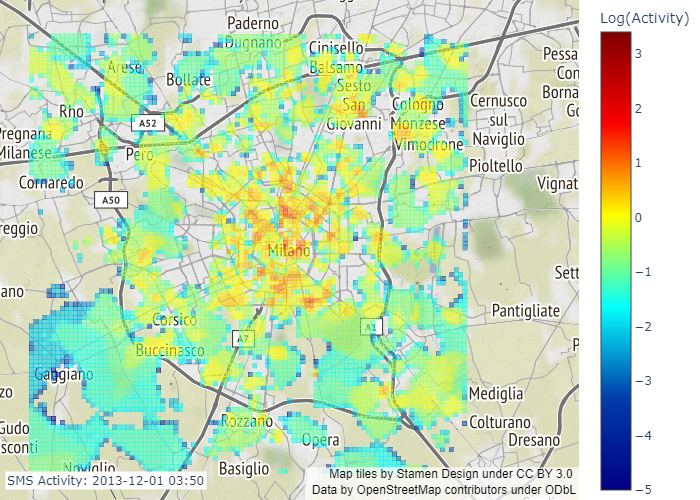 Log(Activity)
3
2
1
0
−1
−2
−3
−4
−5
Paderno
Dugnano
Cinisello
Balsamo
Sesto
San
Giovanni
Arese
Bollate
Rho
A52
Pero
Pregnana
Milanese
Cornaredo
A50
Cologno
Monzese
Vimodrone
Cernusco
sul
Naviglio
Pioltello
Pessa
Con
Borna
Go
Vignat
reggio
Milano
Sett
ano
Pantigliate
Corsico
Buccinasco
A7
A1
P
Gaggiano
zo
Mediglia
Gudo
sconti
Rozzano
Opera
Colturano
Dresano
Noviglio
Basiglio
SMS Activity: 2013-12-01 03:50
Map tiles by Stamen Design under CC BY 3.0
Data by OpenStreetMap contributors under ODbL